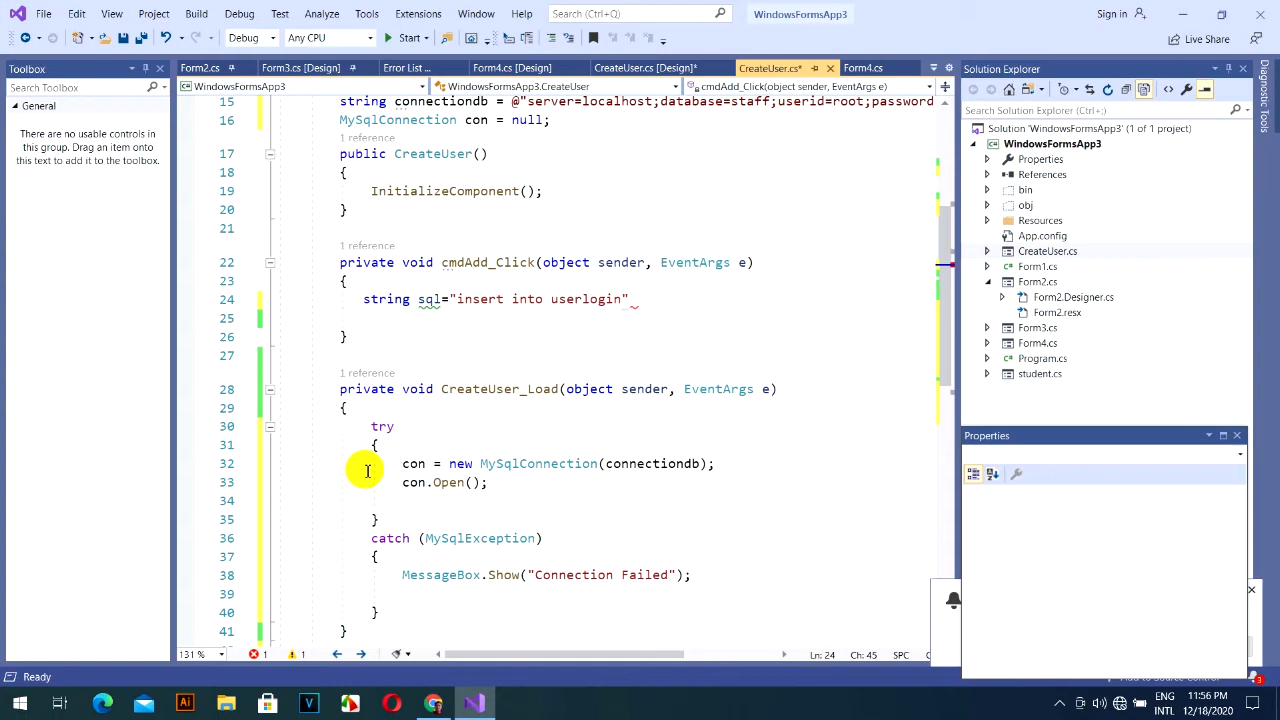 File Edit View Git Project Build Debug Test Analyze Tools Extensions Window Help Search (Ctrl+Q) WindowsFormsApp3 Sign in
Debug Any CPU Start Live Share
Toolbox
Search Toolbox
General
There are no usable controls in
this group. Drag an item onto
this text to add it to the toolbox.
Form2.cs Form3.cs [Design] Error List ... Form4.cs [Design] CreateUser.cs [Design]* CreateUser.cs* Form4.cs
WindowsFormsApp3 WindowsFormsApp3.CreateUser cmdAdd_Click(object sender, EventArgs e)
15 string connectiondb = @"server=localhost;database=staff;userid=root;password
16 MySqlConnection con = null;
1 reference
17 public CreateUser()
18 {
19 InitializeComponent();
20 }
21
1 reference
22 private void cmdAdd_Click(object sender, EventArgs e)
23 {
24 string sql="insert into userlogin"
25
26 }
27
1 reference
28 private void CreateUser_Load(object sender, EventArgs e)
29 {
30 try
31 {
32 con = new MySqlConnection(connectiondb);
33 con.Open();
34
35 }
36 catch (MySqlException)
37 {
38 MessageBox.Show("Connection Failed");
39
40 }
41 }
131 % 1 1 Ln: 24 Ch: 45 SPC
Solution Explorer
Search Solution Explorer (Ctrl+;)
Solution 'WindowsFormsApp3' (1 of 1 project)
WindowsFormsApp3
Properties
References
bin
obj
Resources
App.config
CreateUser.cs
Form1.cs
Form2.cs
Form2.Designer.cs
Form2.resx
Form3.cs
Form4.cs
Program.cs
student.cs
Diagnostic Tools
Properties
Ready
3
ENG
INTL
11:56 PM
12/18/2020